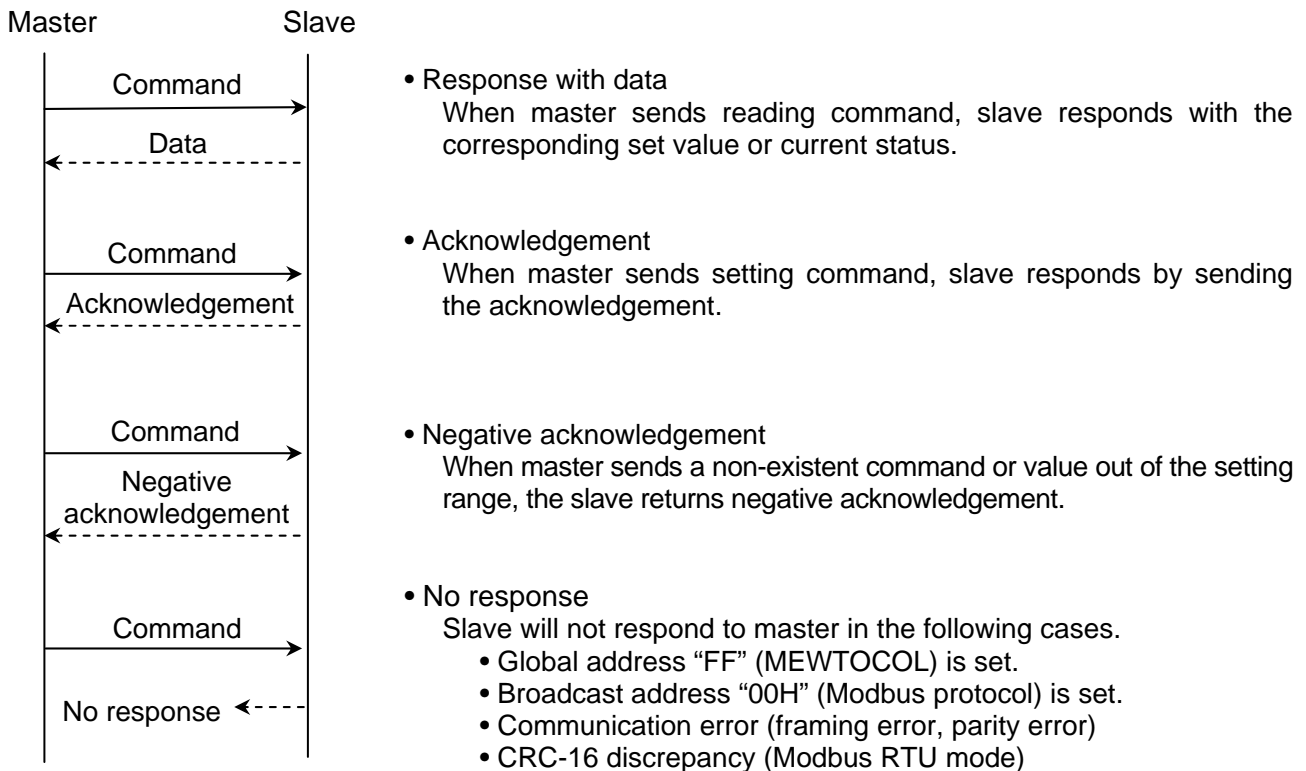 Master Slave
Command
Data
• Response with data
When master sends reading command, slave responds with the
corresponding set value or current status.
Command
Acknowledgement
• Acknowledgement
When master sends setting command, slave responds by sending
the acknowledgement.
Command
Negative
acknowledgement
• Negative acknowledgement
When master sends a non-existent command or value out of the setting
range, the slave returns negative acknowledgement.
Command
No response
• No response
Slave will not respond to master in the following cases.
• Global address “FF” (MEWTOCOL) is set.
• Broadcast address “00H” (Modbus protocol) is set.
• Communication error (framing error, parity error)
• CRC-16 discrepancy (Modbus RTU mode)